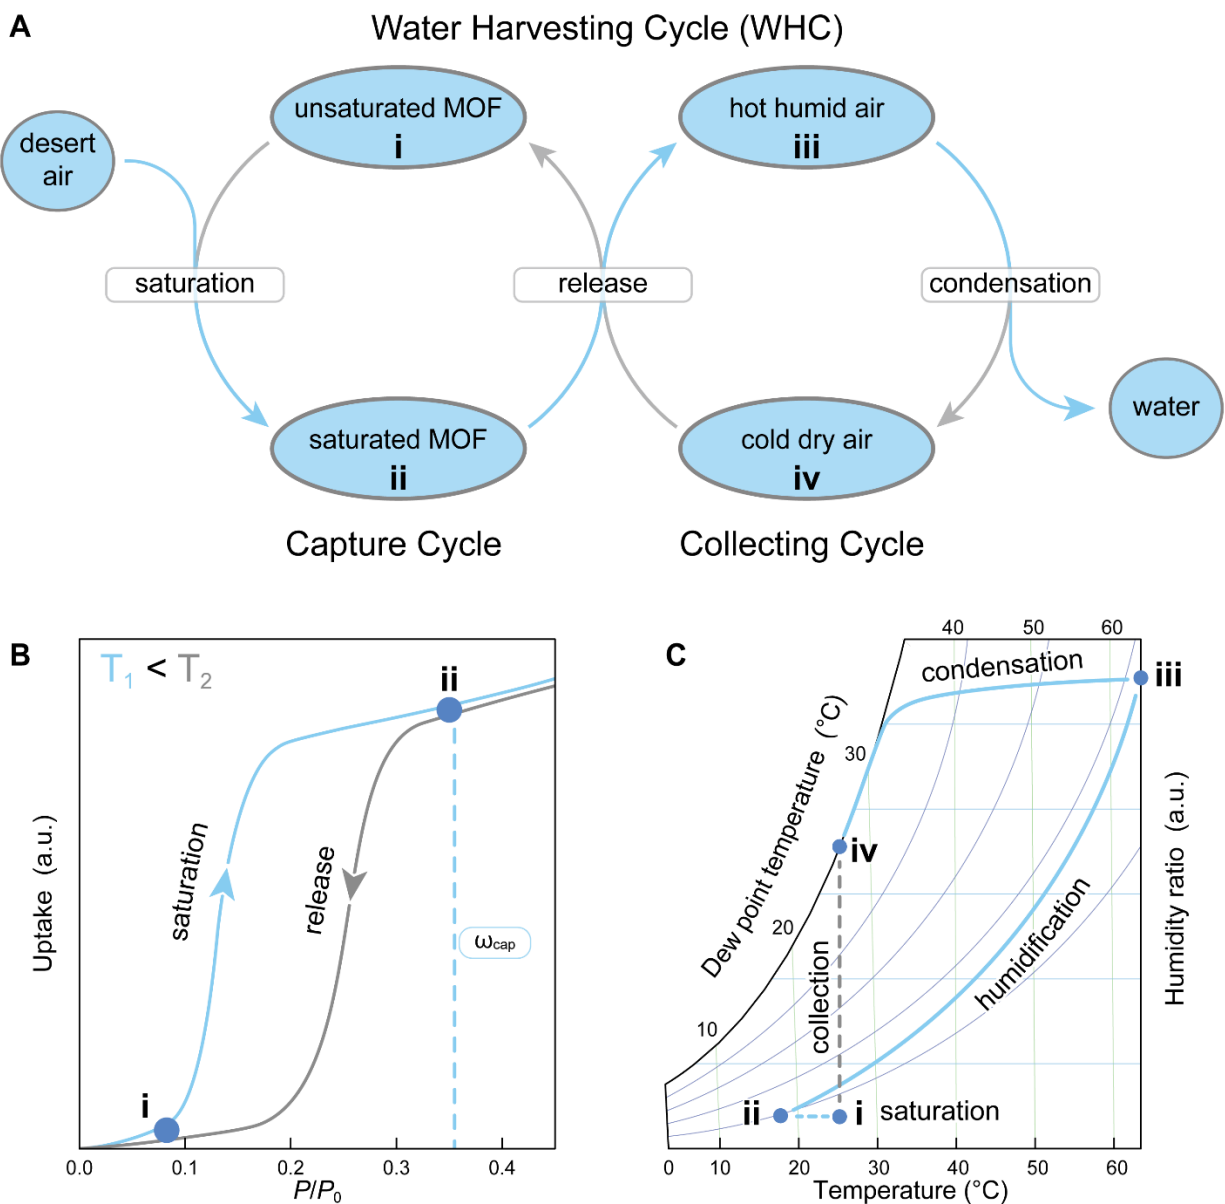 A
Water Harvesting Cycle (WHC)
desert
air
unsaturated MOF
i
hot humid air
iii
saturation
release
condensation
saturated MOF
ii
cold dry air
iv
water
Capture Cycle
Collecting Cycle
B
T₁ < T₂
ii
saturation
release
ωcap
i
Uptake (a.u.)
0.0
0.1
0.2
0.3
0.4
P/P₀
C
40
50
60
condensation
iii
Dew point temperature (°C)
30
20
10
iv
collection
humidification
ii
i
saturation
Humidity ratio (a.u.)
0
10
20
30
40
50
60
Temperature (°C)